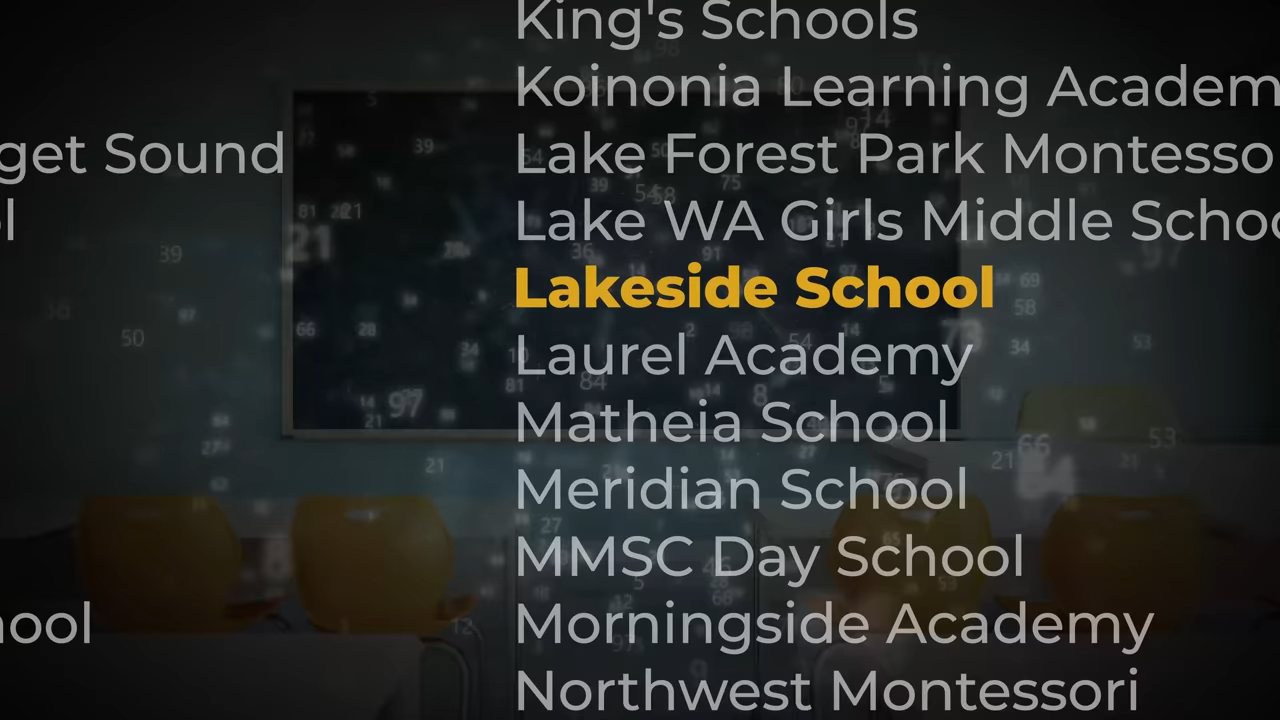 King's Schools
Koinonia Learning Academ
get Sound
Lake Forest Park Montesso
Lake WA Girls Middle Schoo
Lakeside School
Laurel Academy
Matheia School
Meridian School
MMSC Day School
ool
Morningside Academy
Northwest Montessori